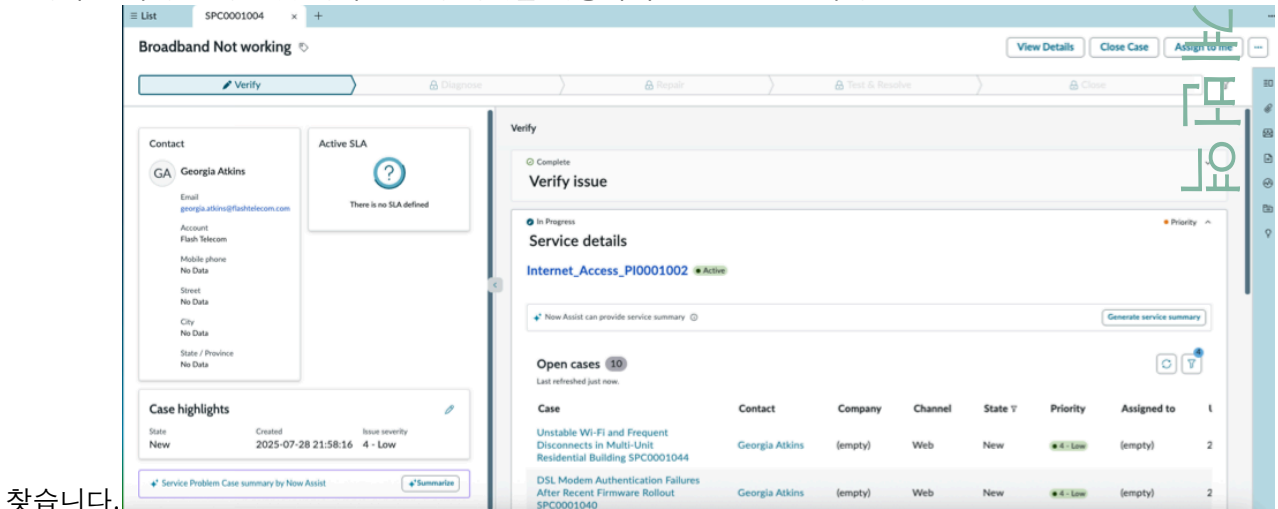 List
SPC0001004
Broadband Not working
View Details
Close Case
Assign to me
Verify
Diagnose
Repair
Test & Resolve
Close
Contact
GA
Georgia Atkins
Email
georgia.atkins@flashtelecom.com
Account
Flash Telecom
Mobile phone
No Data
Street
No Data
City
No Data
State / Province
No Data
Active SLA
?
There is no SLA defined
Case highlights
State Created Issue severity
New 2025-07-28 21:58:16 4 - Low
Service Problem Case summary by Now Assist
Summarize
Verify
Complete
Verify issue
In Progress
Priority
Service details
Internet_Access_PI0001002 Active
Now Assist can provide service summary
Generate service summary
Open cases 10
4
Last refreshed just now.
Case Contact Company Channel State Priority Assigned to
Unstable Wi-Fi and Frequent
Disconnects in Multi-Unit
Residential Building SPC0001044
Georgia Atkins (empty) Web New 4 - Low (empty) 2
DSL Modem Authentication Failures
After Recent Firmware Rollout
SPC0001040
Georgia Atkins (empty) Web New 4 - Low (empty) 2
찾습니다.